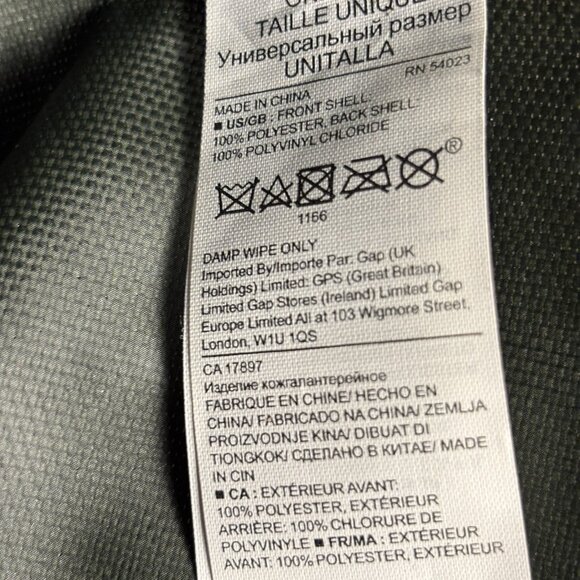 TAILLE UNIQUE
Универсальный размер
UNITALLA
RN 54023
MADE IN CHINA
■ US/GB : FRONT SHELL:
100% POLYESTER, BACK SHELL:
100% POLYVINYL CHLORIDE
®
1166
DAMP WIPE ONLY
Imported By/Importe Par: Gap (UK
Holdings) Limited: GPS (Great Britain)
Limited Gap Stores (Ireland) Limited Gap
Europe Limited All at 103 Wigmore Street,
London, W1U 1QS
CA 17897
Изделие кожгалантерейное
FABRIQUE EN CHINE/ HECHO EN
CHINA/ FABRICADO NA CHINA/ ZEMLJA
PROIZVODNJE KINA/ DIBUAT DI
TIONGKOK/ СДЕЛАНО В КИТАЕ/ MADE
IN CIN
■ CA : EXTÉRIEUR AVANT:
100% POLYESTER, EXTÉRIEUR
ARRIÈRE: 100% CHLORURE DE
POLYVINYLE ■ FR/MA : EXTÉRIEUR
AVANT: 100% POLYESTER, EXTÉRIEUR